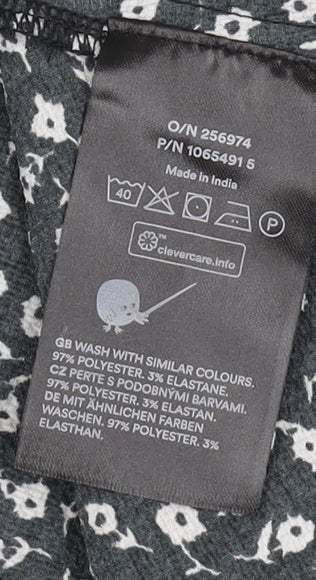 O/N 256974
P/N 1065491 5
Made in India
40 P
™
clevercare.info
GB WASH WITH SIMILAR COLOURS.
97% POLYESTER. 3% ELASTANE.
CZ PERTE S PODOBNÝMI BARVAMI.
97% POLYESTER. 3% ELASTAN.
DE MIT ÄHNLICHEN FARBEN
WASCHEN. 97% POLYESTER. 3%
ELASTHAN.